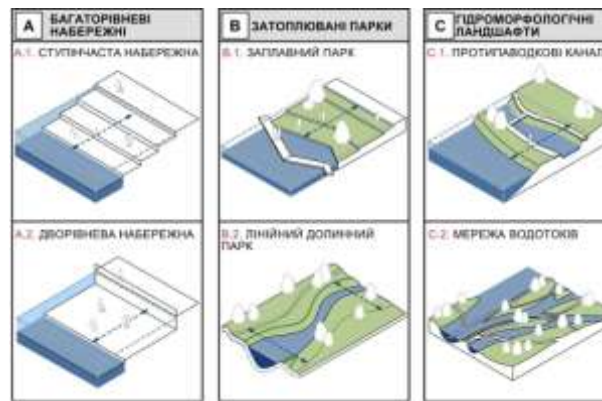 A
БАГАТОРІВНЕВІ
НАБЕРЕЖНІ
A.1. СТУПІНЧАСТА НАБЕРЕЖНА
A.2. ДВОРІВНЕВА НАБЕРЕЖНА
B
ЗАТОПЛЮВАНІ ПАРКИ
B.1. ЗАПЛАВНИЙ ПАРК
B.2. ЛІНІЙНИЙ ДОЛИННИЙ
ПАРК
C
ГІДРОМОРФОЛОГІЧНІ
ЛАНДШАФТИ
C.1. ПРОТИПАВОДКОВІ КАНАЛ
C-2. МЕРЕЖА ВОДОТОКІВ